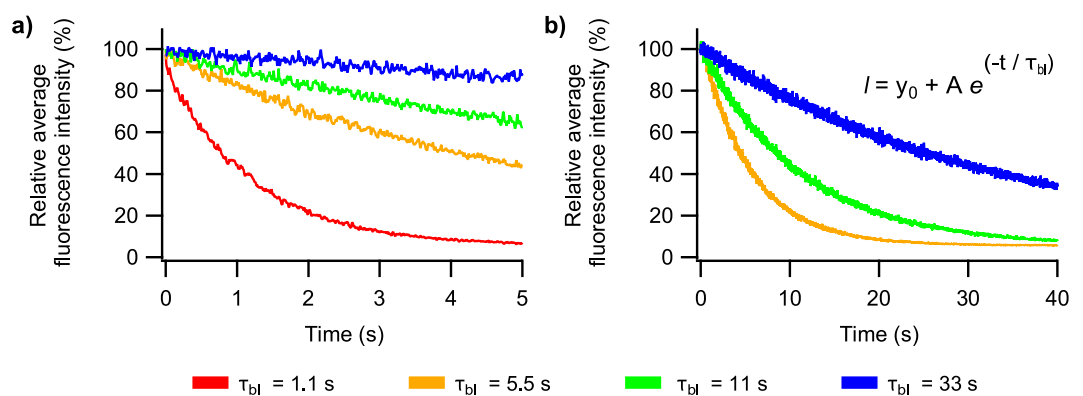 a)
Relative average
fluorescence intensity (%)
100
80
60
40
20
0
0 1 2 3 4 5
Time (s)
b)
Relative average
fluorescence intensity (%)
100
80
60
40
20
0
I = y₀ + A e^(-t / τbl)
0 10 20 30 40
Time (s)
τbl = 1.1 s τbl = 5.5 s τbl = 11 s τbl = 33 s